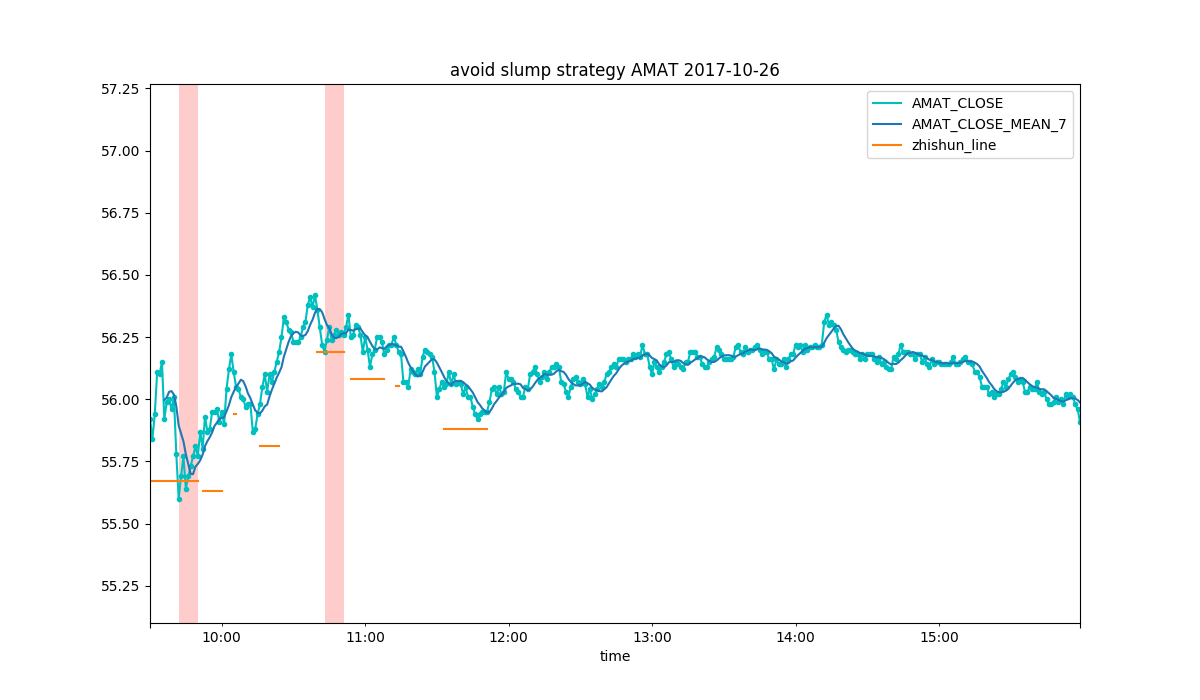 avoid slump strategy AMAT 2017-10-26
57.25
57.00
56.75
56.50
56.25
56.00
55.75
55.50
55.25
AMAT_CLOSE
AMAT_CLOSE_MEAN_7
zhishun_line
10:00 11:00 12:00 13:00 14:00 15:00
time